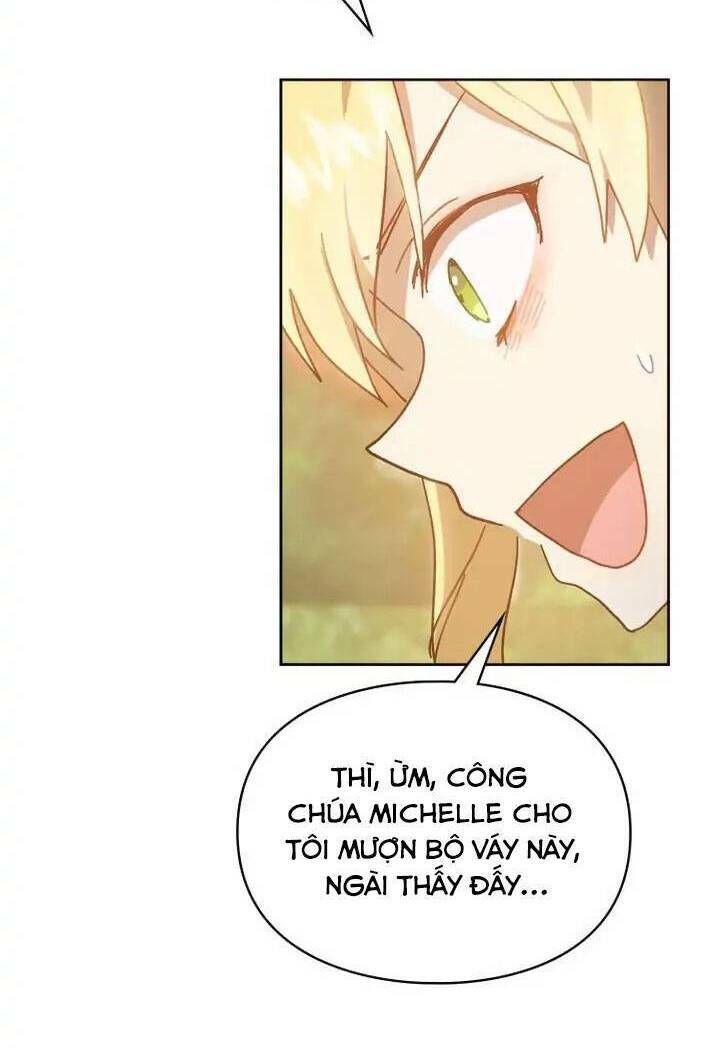 THÌ, ỪM, CÔNG
CHÚA MICHELLE CHO
TÔI MƯỢN BỘ VÁY NÀY,
NGÀI THẤY ĐẤY...